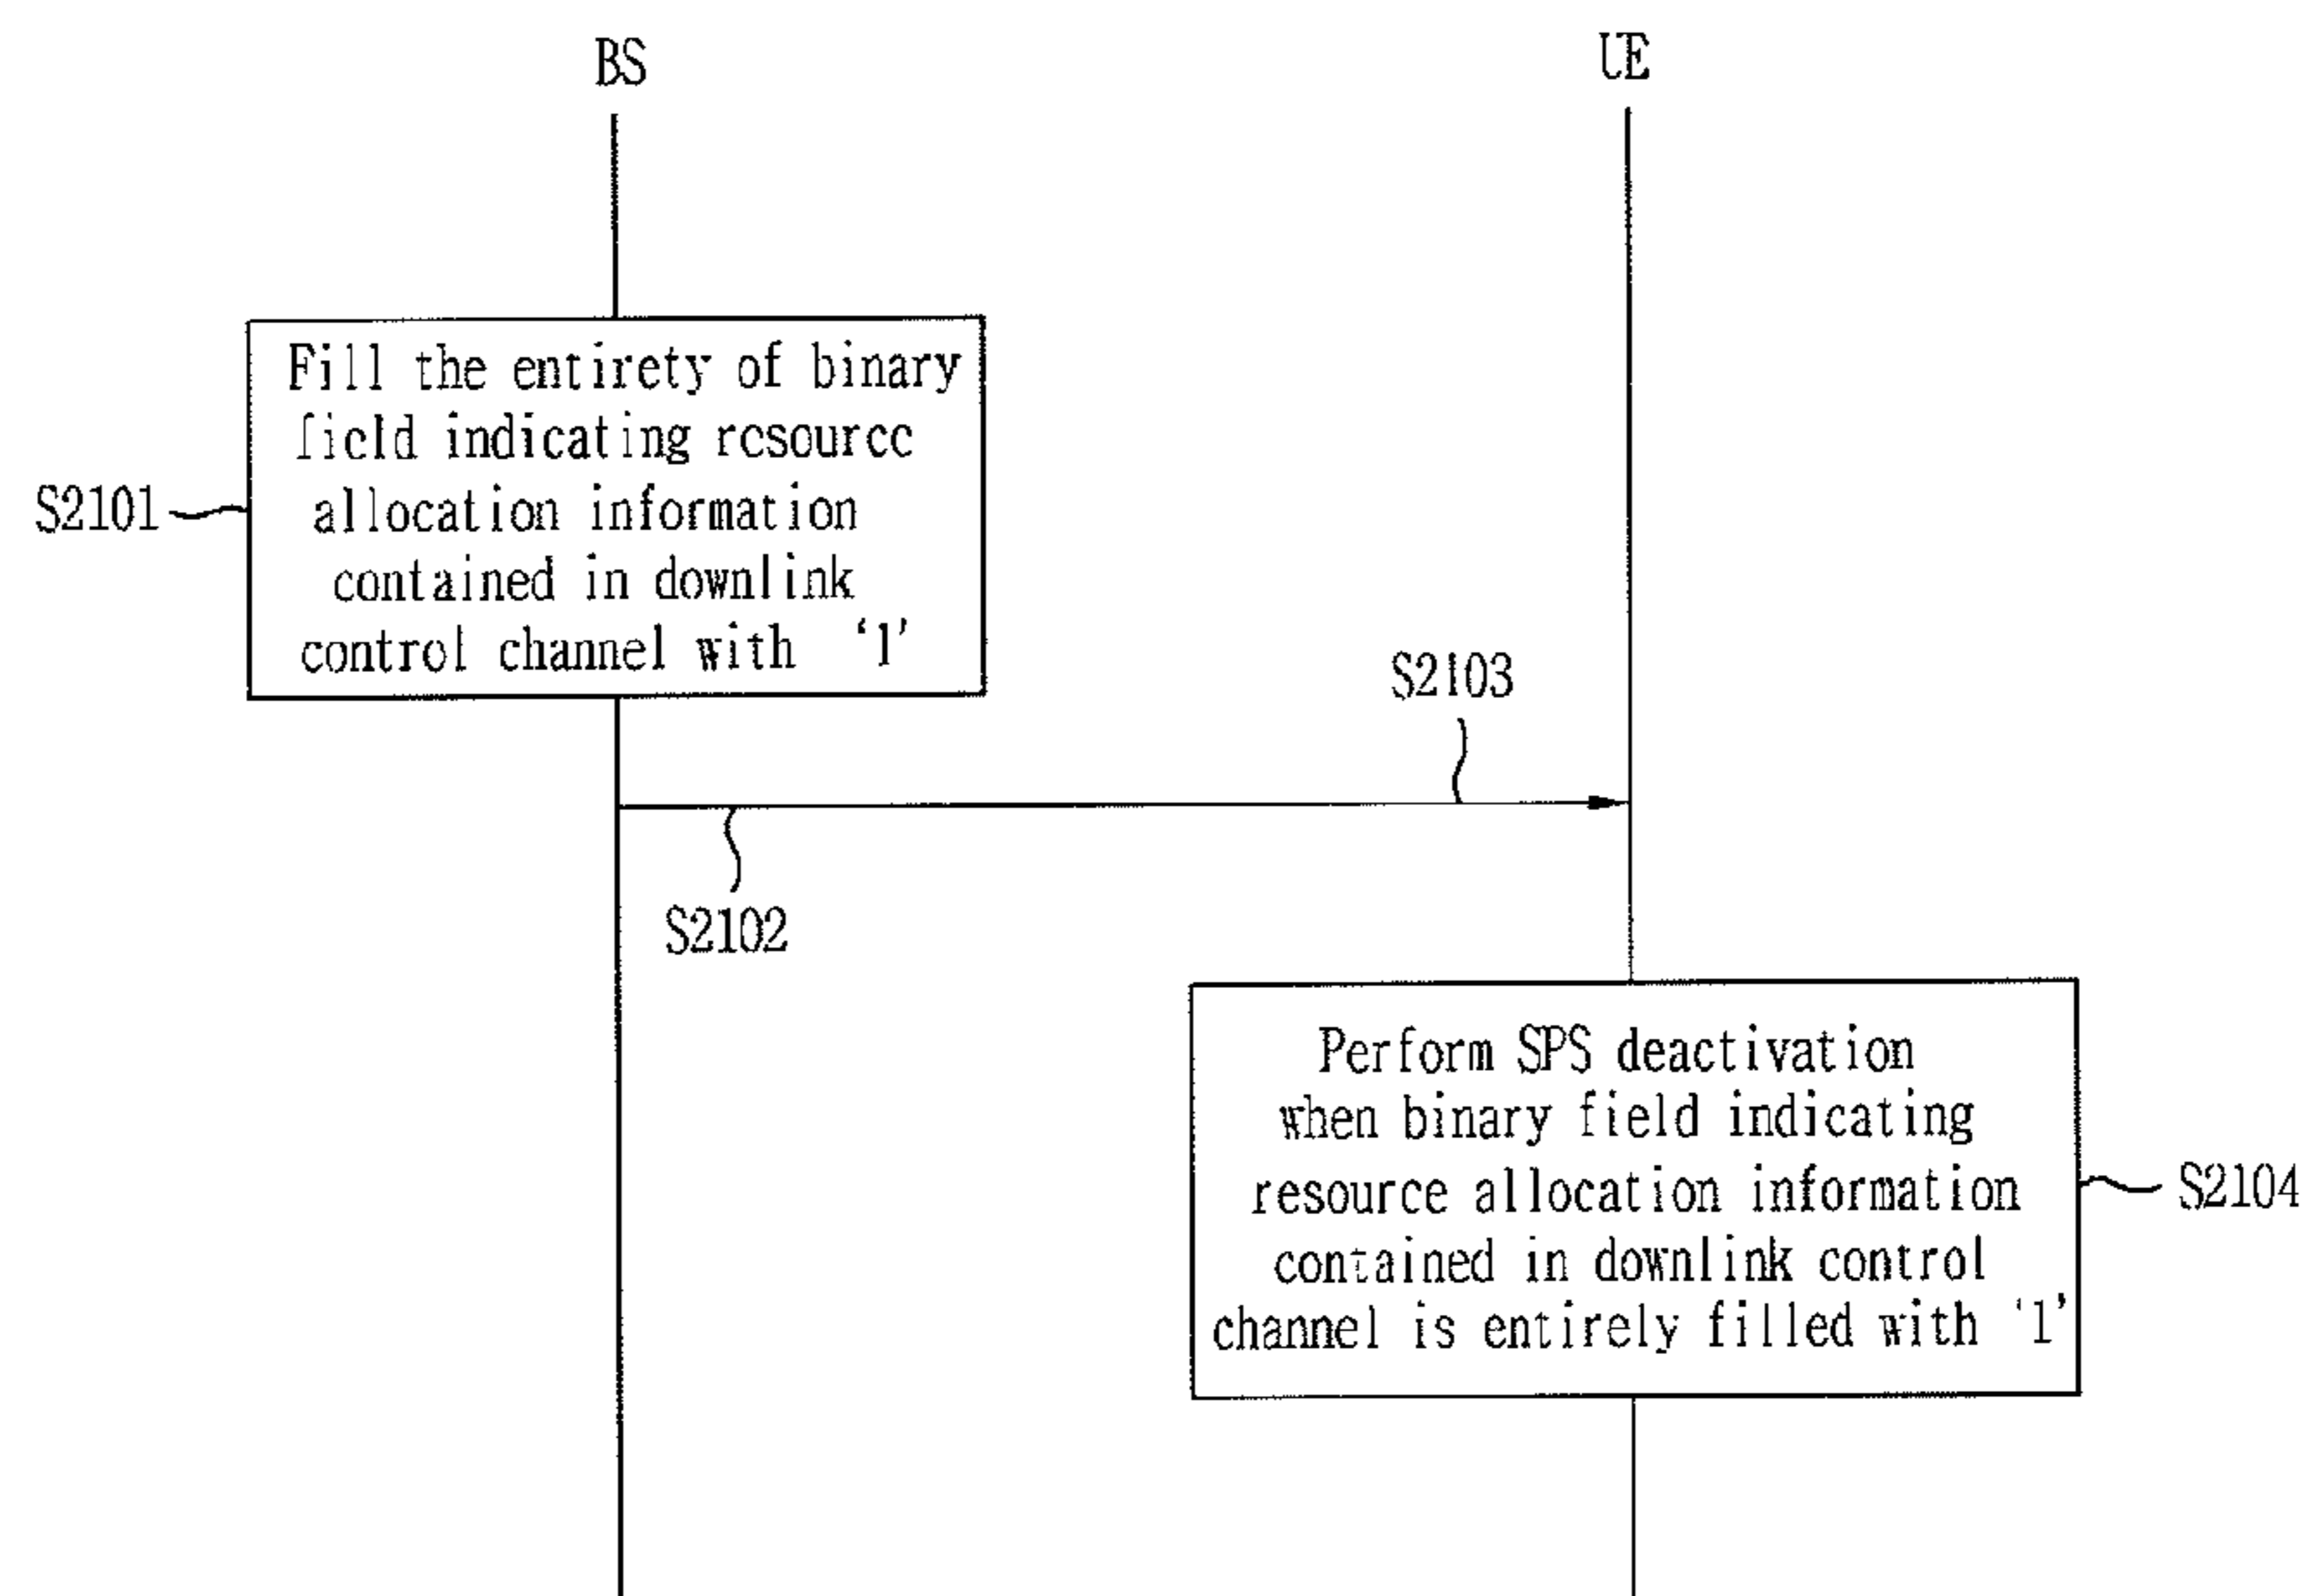 BS
UE
Fill the entirety of binary
field indicating resource
allocation information
contained in downlink
control channel with ‘1’
S2101
S2103
S2102
Perform SPS deactivation
when binary field indicating
resource allocation information
contained in downlink control
channel is entirely filled with ‘1’
S2104